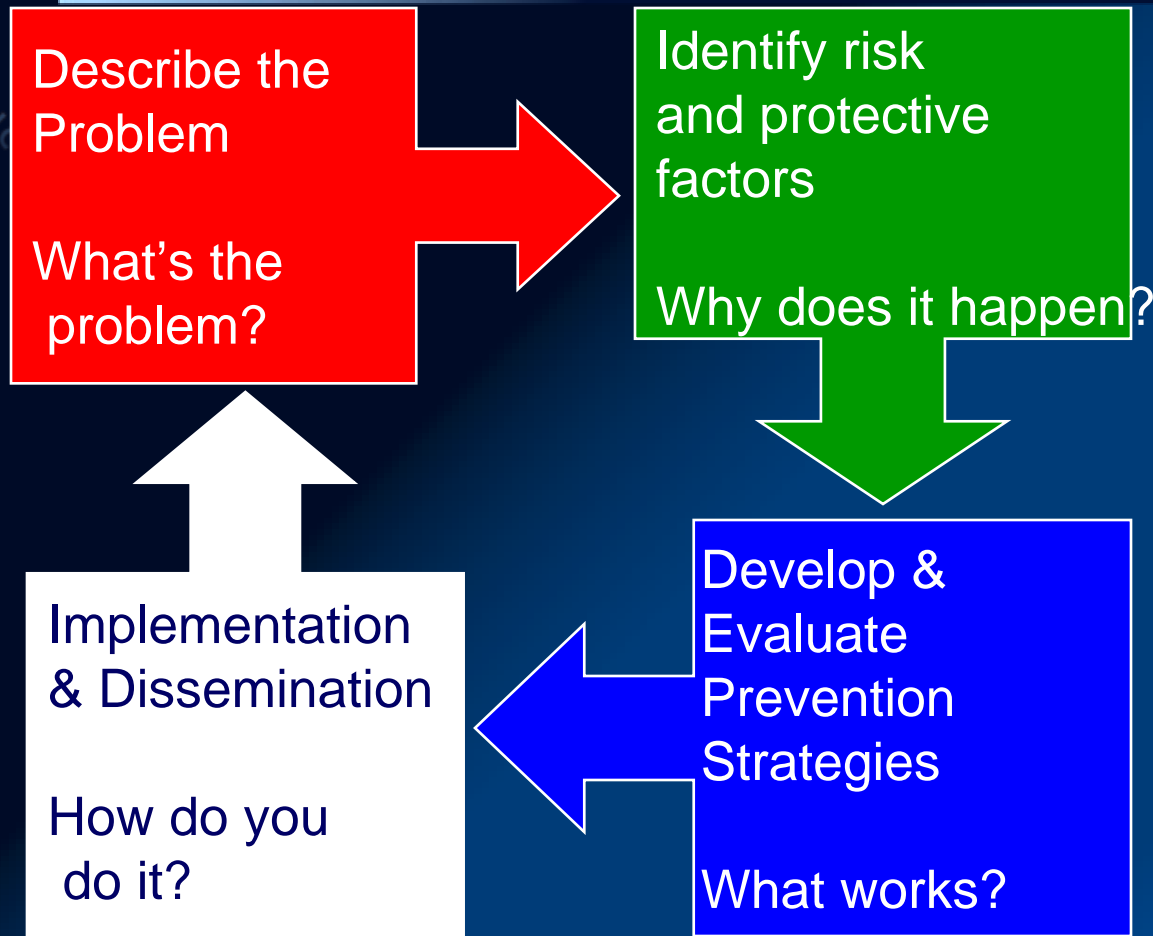 Describe the
Problem
What's the
problem?
Identify risk
and protective
factors
Why does it happen?
Develop &
Evaluate
Prevention
Strategies
What works?
Implementation
& Dissemination
How do you
do it?